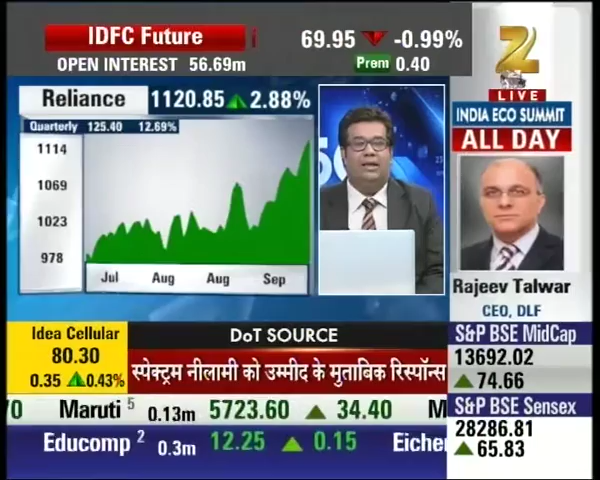 IDFC Future
69.95 -0.99%
OPEN INTEREST 56.69m
Prem 0.40
LIVE
Reliance 1120.85 2.88%
Quarterly 125.40 12.69%
1114
1069
1023
978
Jul Aug Aug Sep
INDIA ECO SUMMIT
ALL DAY
Rajeev Talwar
CEO, DLF
Idea Cellular
80.30
0.35 0.43%
DoT SOURCE
स्पेक्ट्रम नीलामी को उम्मीद के मुताबिक रिस्पॉन्स
S&P BSE MidCap
13692.02
74.66
S&P BSE Sensex
28286.81
65.83
70 Maruti 5 0.13m 5723.60 34.40 M
Educomp 2 0.3m 12.25 0.15 Eicher